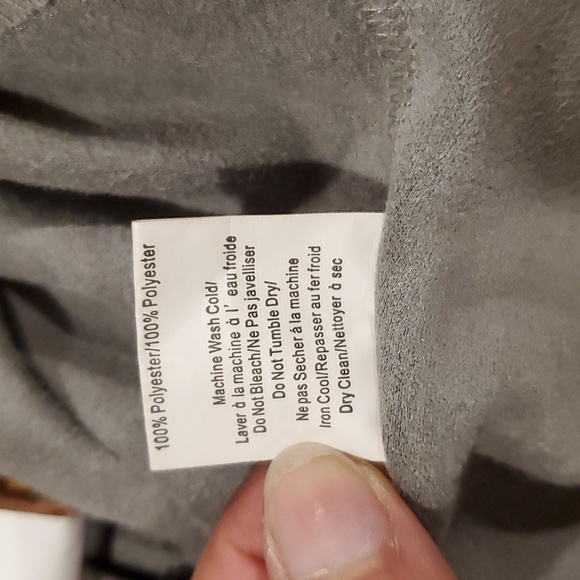 100% Polyester/100% Polyester
Machine Wash Cold/
Laver à la machine à l' eau froide
Do Not Bleach/Ne Pas javelliser
Do Not Tumble Dry/
Ne pas Secher á la machine
Iron Cool/Repasser au fer froid
Dry Clean/Nettoyer à sec